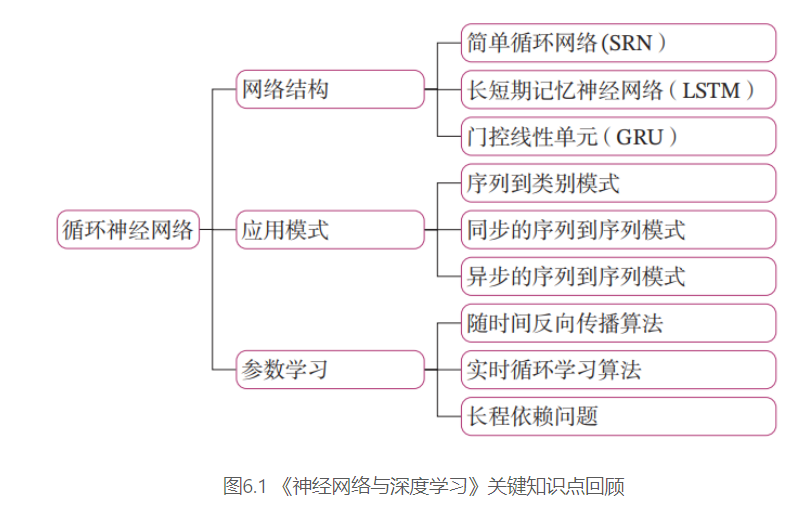 简单循环网络(SRN )
网络结构
长短期记忆神经网络( LSTM )
门控线性单元( GRU )
序列到类别模式
循环神经网络
应用模式
同步的序列到序列模式
异步的序列到序列模式
随时间反向传播算法
参数学习
实时循环学习算法
长程依赖问题
图6.1 《神经网络与深度学习》关键知识点回顾